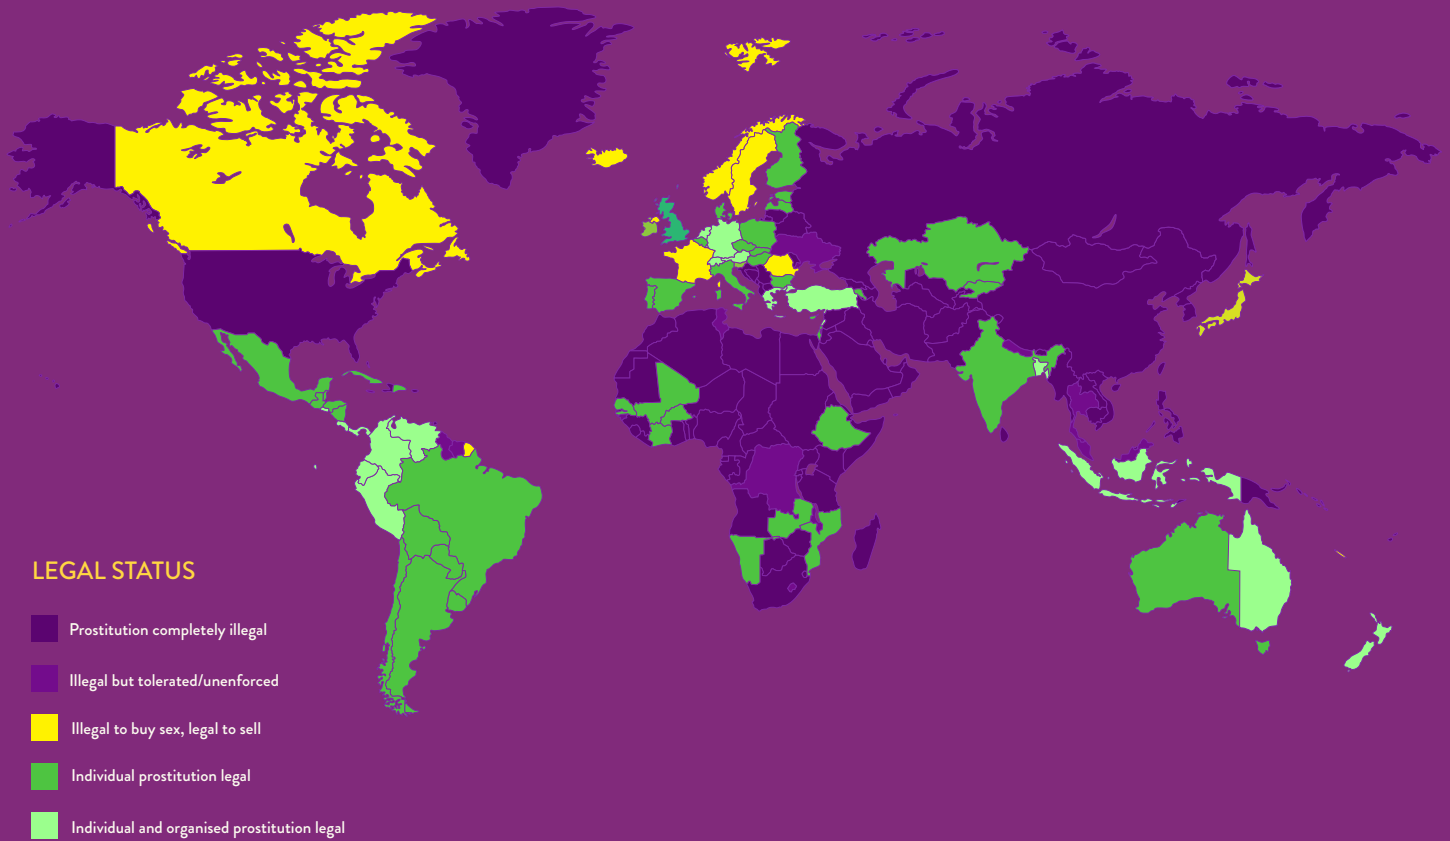 LEGAL STATUS
Prostitution completely illegal
Illegal but tolerated/unenforced
Illegal to buy sex, legal to sell
Individual prostitution legal
Individual and organised prostitution legal